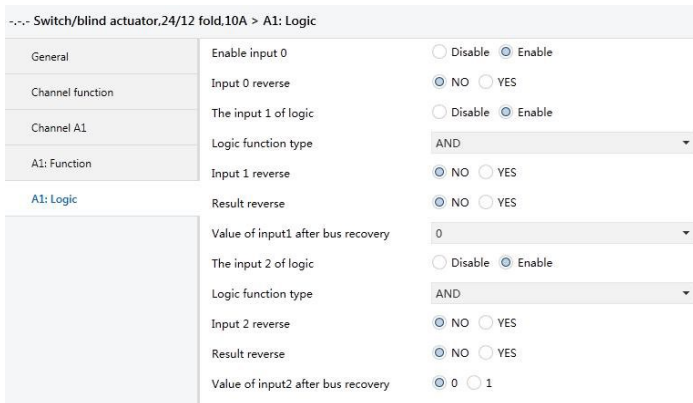 -.-.- Switch/blind actuator,24/12 fold,10A > A1: Logic
General
Channel function
Channel A1
A1: Function
A1: Logic
Enable input 0 Disable Enable
Input 0 reverse NO YES
The input 1 of logic Disable Enable
Logic function type AND
Input 1 reverse NO YES
Result reverse NO YES
Value of input1 after bus recovery 0
The input 2 of logic Disable Enable
Logic function type AND
Input 2 reverse NO YES
Result reverse NO YES
Value of input2 after bus recovery 0 1